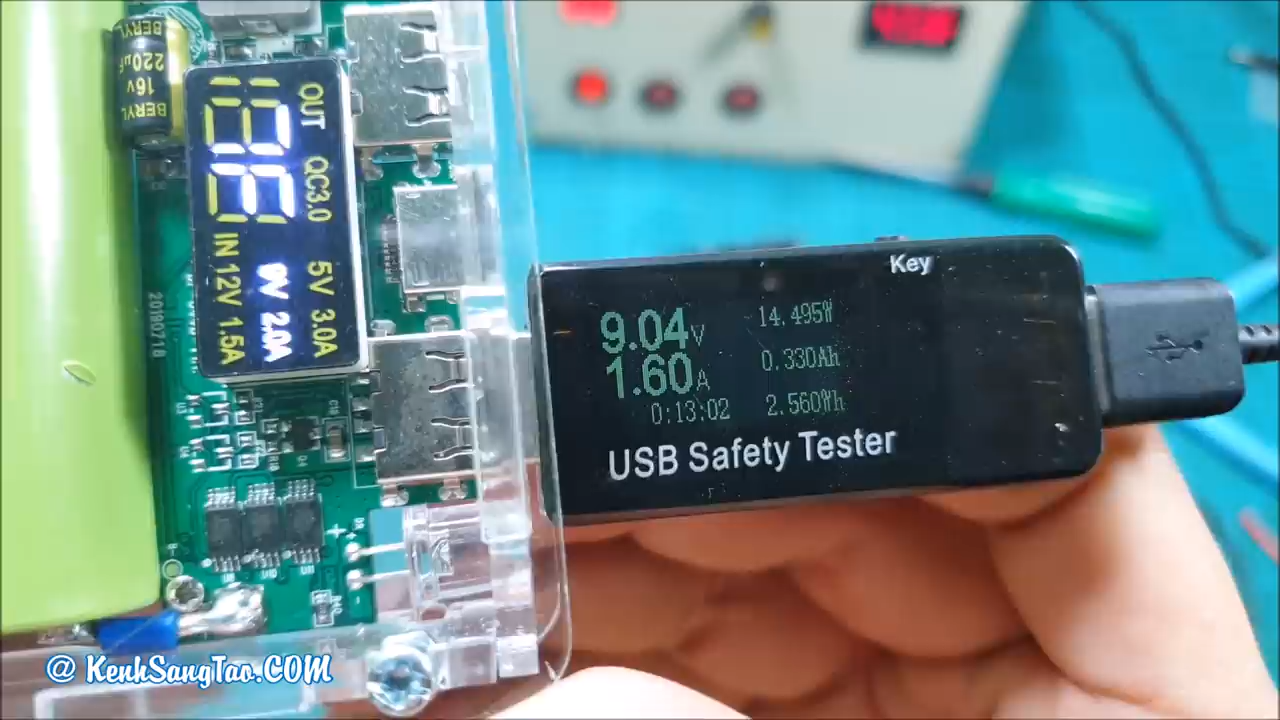 BERYL
220µF
16v
BERYL
OUT QC3.0 5V 3.0A
9V 2.0A
IN 12V 1.5A
20190718
Key
9.04V
14.495W
1.60A
0.330Ah
0:13:02
2.560Wh
USB Safety Tester
@ KenhSangTao.COM